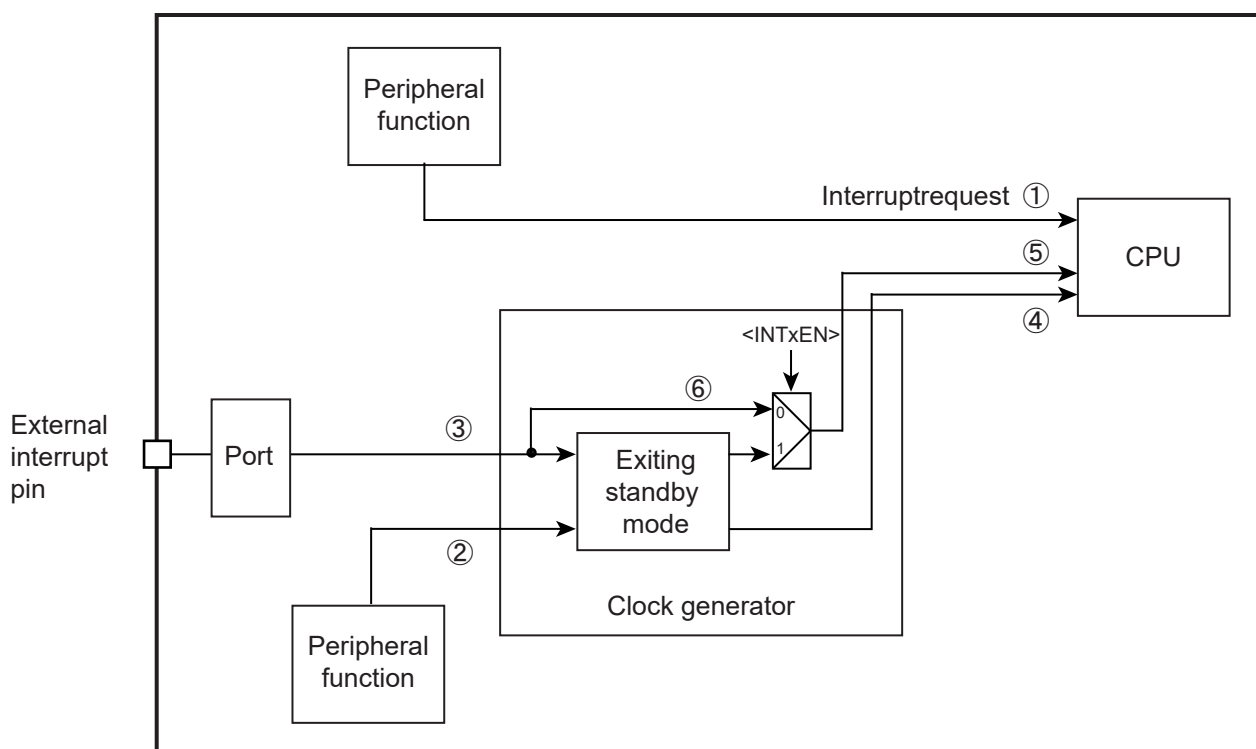 Peripheral
function
Interruptrequest ①
CPU
⑤
④
<INTxEN>
⑥
0
1
External
interrupt
pin
Port
③
Exiting
standby
mode
②
Clock generator
Peripheral
function